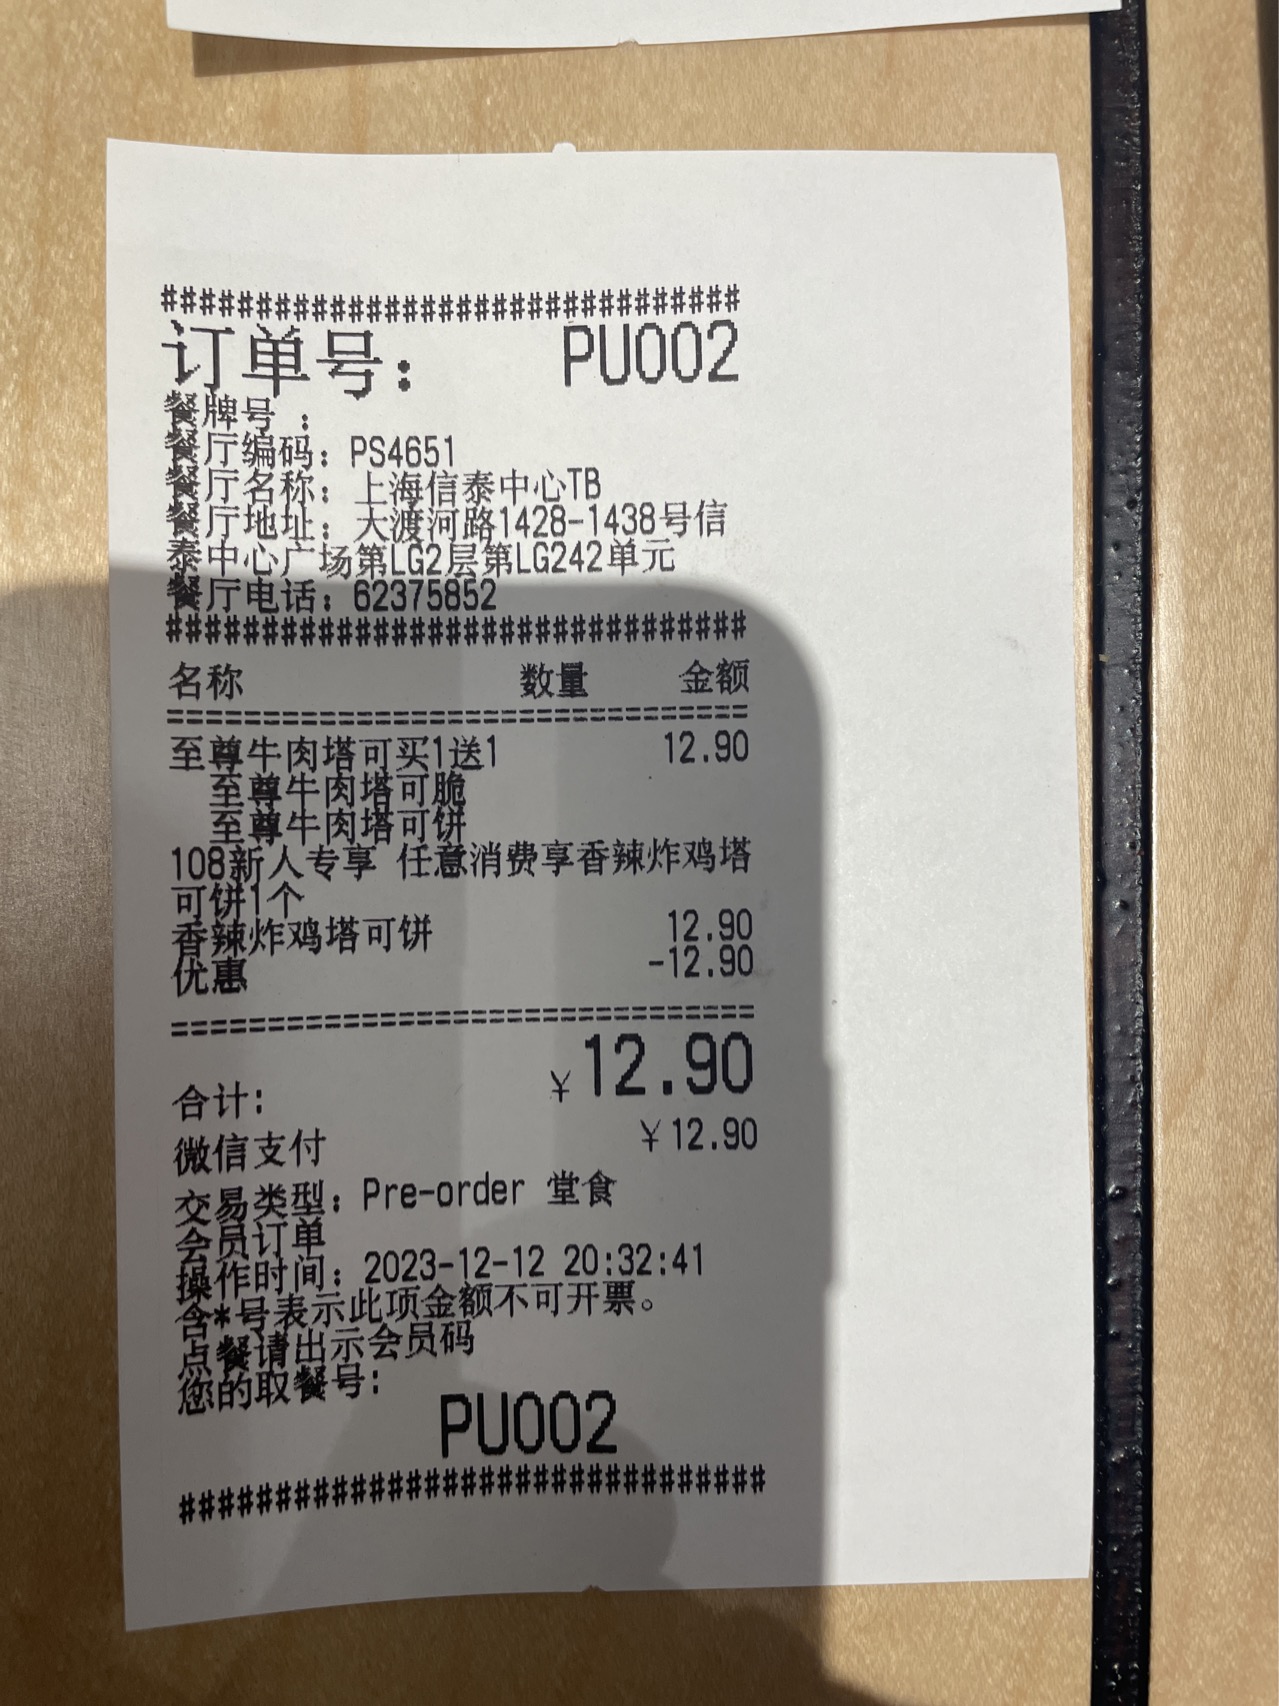 ###############################
订单号： PU002
餐牌号 ：
餐厅编码：PS4651
餐厅名称：上海信泰中心TB
餐厅地址：大渡河路1428-1438号信
泰中心广场第LG2层第LG242单元
餐厅电话：62375852
###############################
名称 数量 金额
===============================
至尊牛肉塔可买1送1 12.90
至尊牛肉塔可脆
至尊牛肉塔可饼
108新人专享 任意消费享香辣炸鸡塔
可饼1个
香辣炸鸡塔可饼 12.90
优惠 -12.90
===============================
合计: ￥12.90
微信支付 ￥12.90
交易类型：Pre-order 堂食
会员订单
操作时间：2023-12-12 20:32:41
含*号表示此项金额不可开票。
点餐请出示会员码
您的取餐号:
PU002
###############################